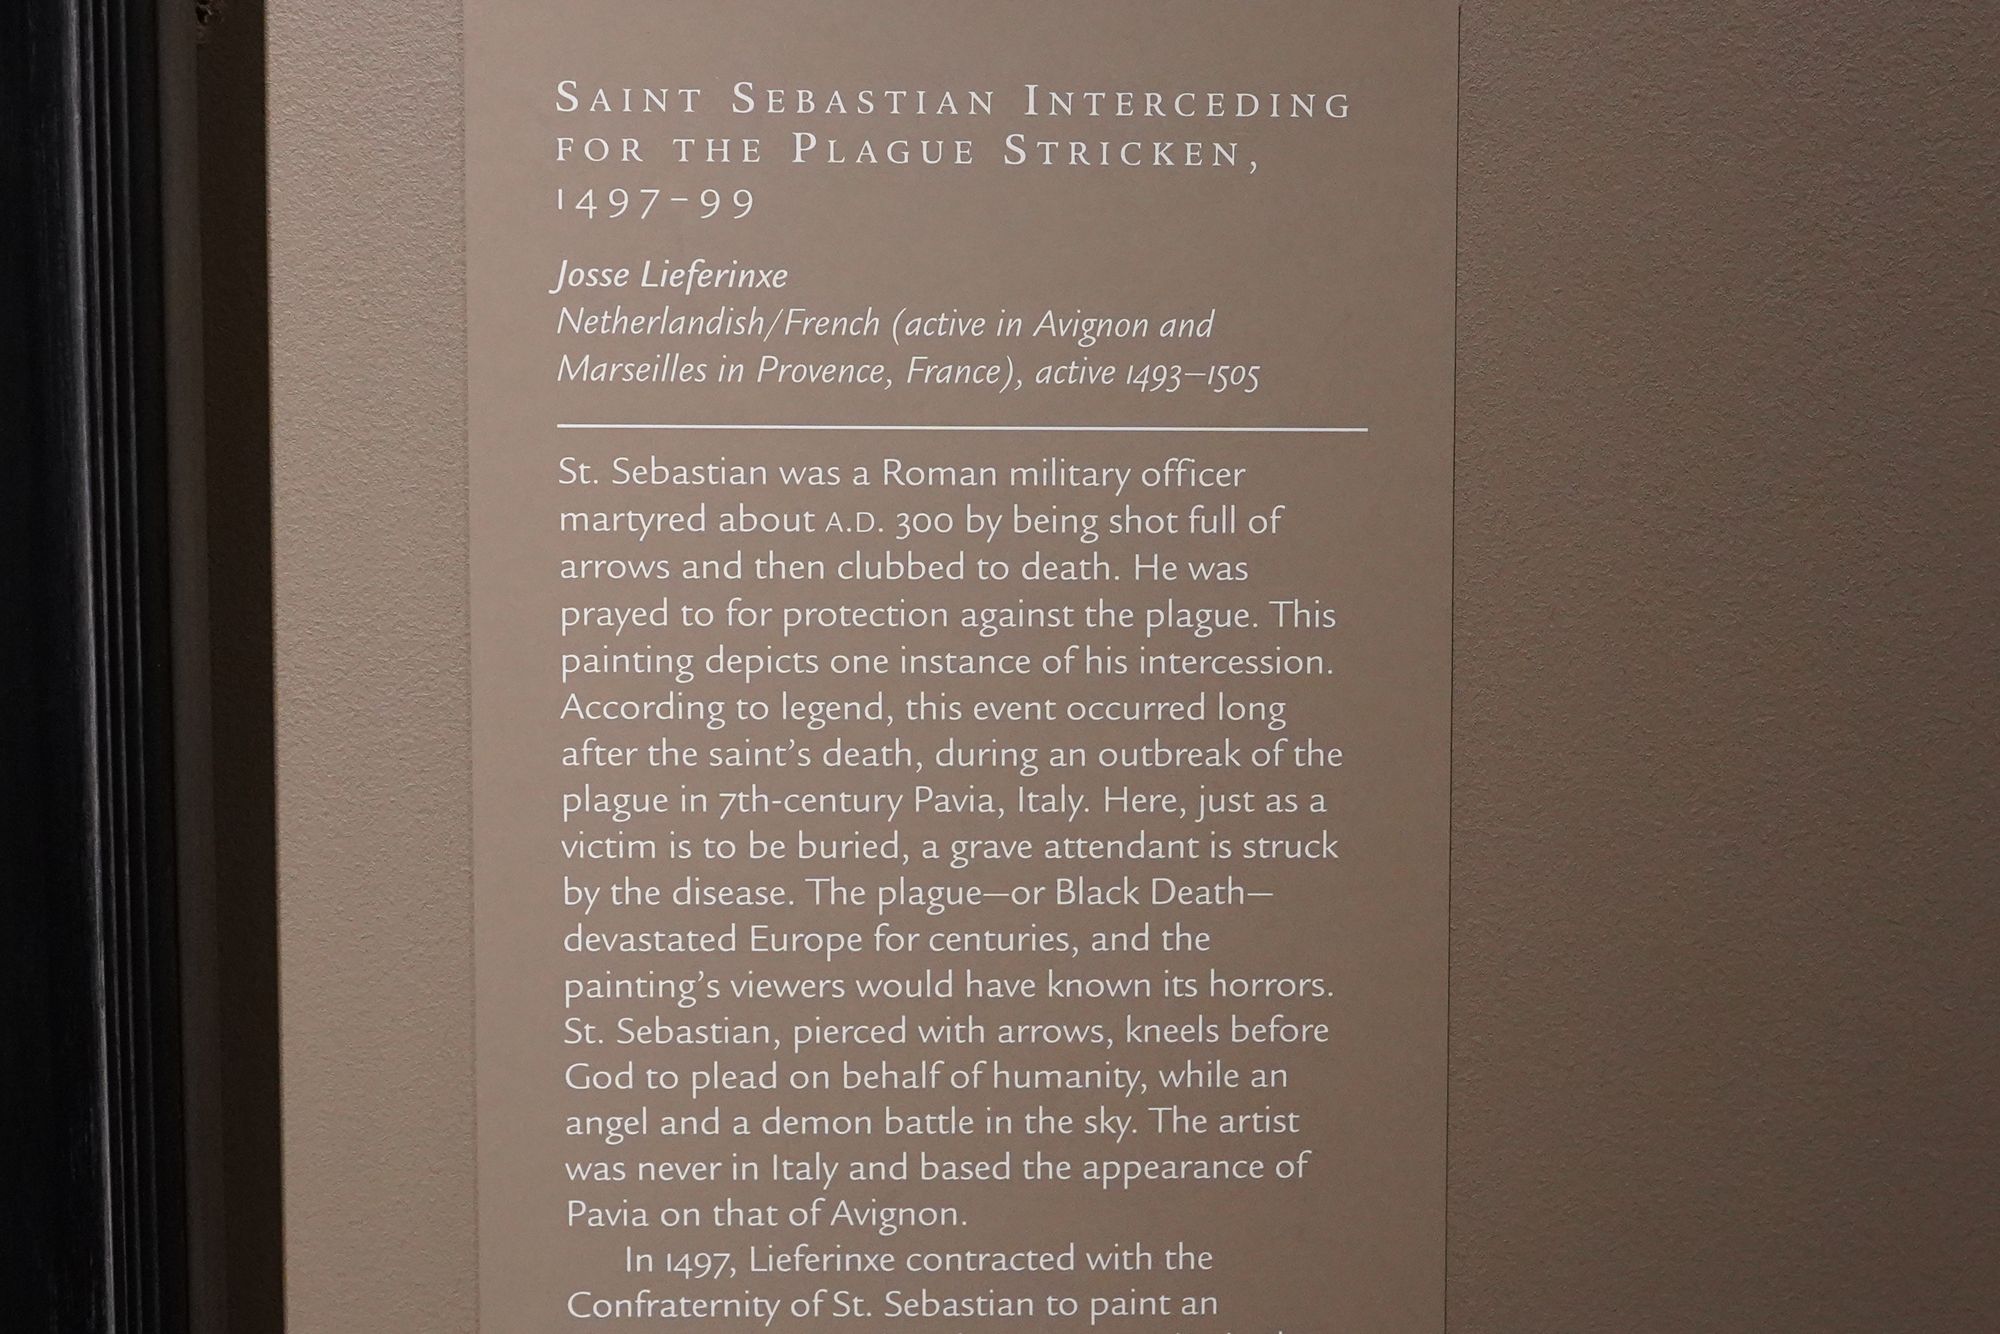 SAINT SEBASTIAN INTERCEDING
FOR THE PLAGUE STRICKEN,
1497–99
Josse Lieferinxe
Netherlandish/French (active in Avignon and
Marseilles in Provence, France), active 1493–1505
St. Sebastian was a Roman military officer
martyred about A.D. 300 by being shot full of
arrows and then clubbed to death. He was
prayed to for protection against the plague. This
painting depicts one instance of his intercession.
According to legend, this event occurred long
after the saint’s death, during an outbreak of the
plague in 7th-century Pavia, Italy. Here, just as a
victim is to be buried, a grave attendant is struck
by the disease. The plague—or Black Death—
devastated Europe for centuries, and the
painting’s viewers would have known its horrors.
St. Sebastian, pierced with arrows, kneels before
God to plead on behalf of humanity, while an
angel and a demon battle in the sky. The artist
was never in Italy and based the appearance of
Pavia on that of Avignon.
In 1497, Lieferinxe contracted with the
Confraternity of St. Sebastian to paint an